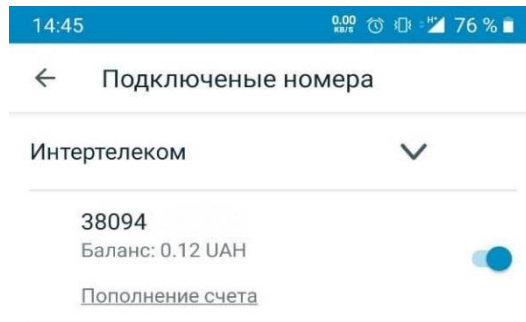 14:45 0.00 KB/S H+ 76 %
Подключеные номера
Интертелеком
38094
Баланс: 0.12 UAH
Пополнение счета